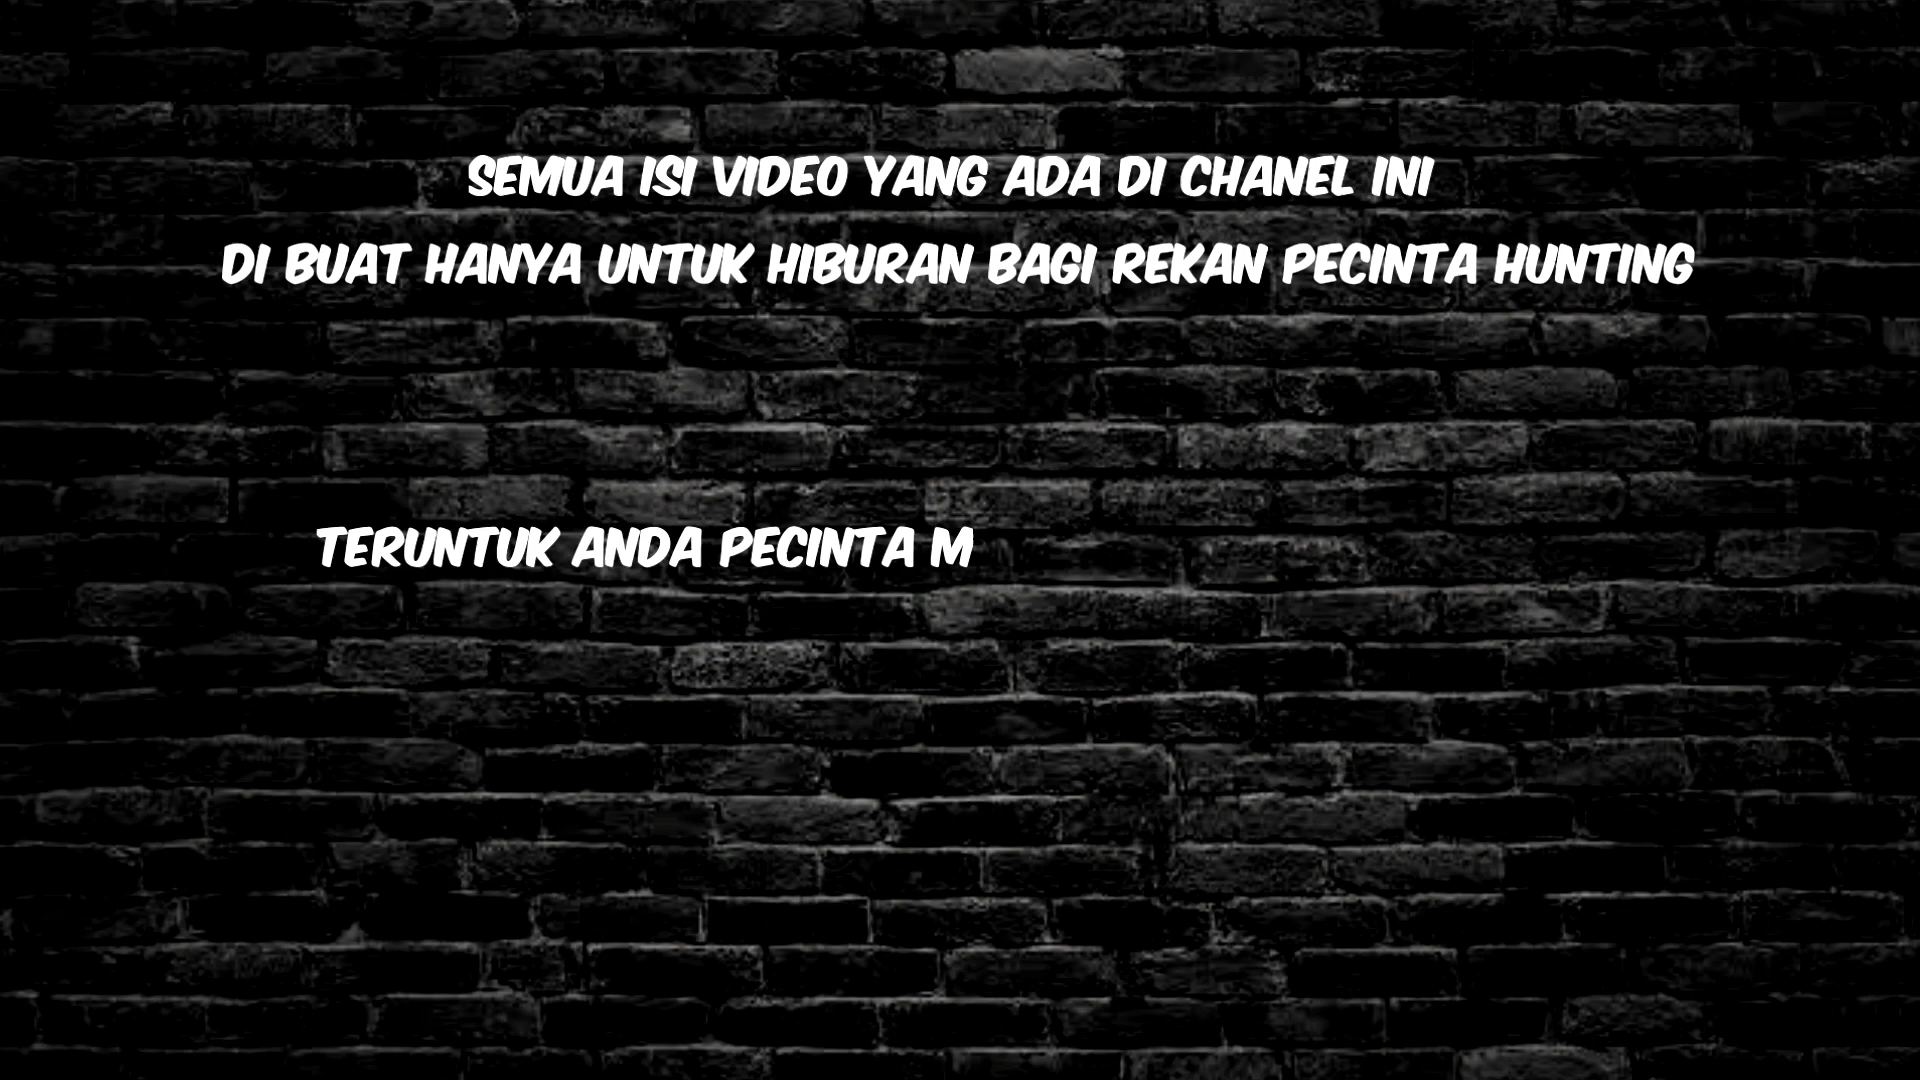 SEMUA ISI VIDEO YANG ADA DI CHANEL INI
DI BUAT HANYA UNTUK HIBURAN BAGI REKAN PECINTA HUNTING
TERUNTUK ANDA PECINTA M